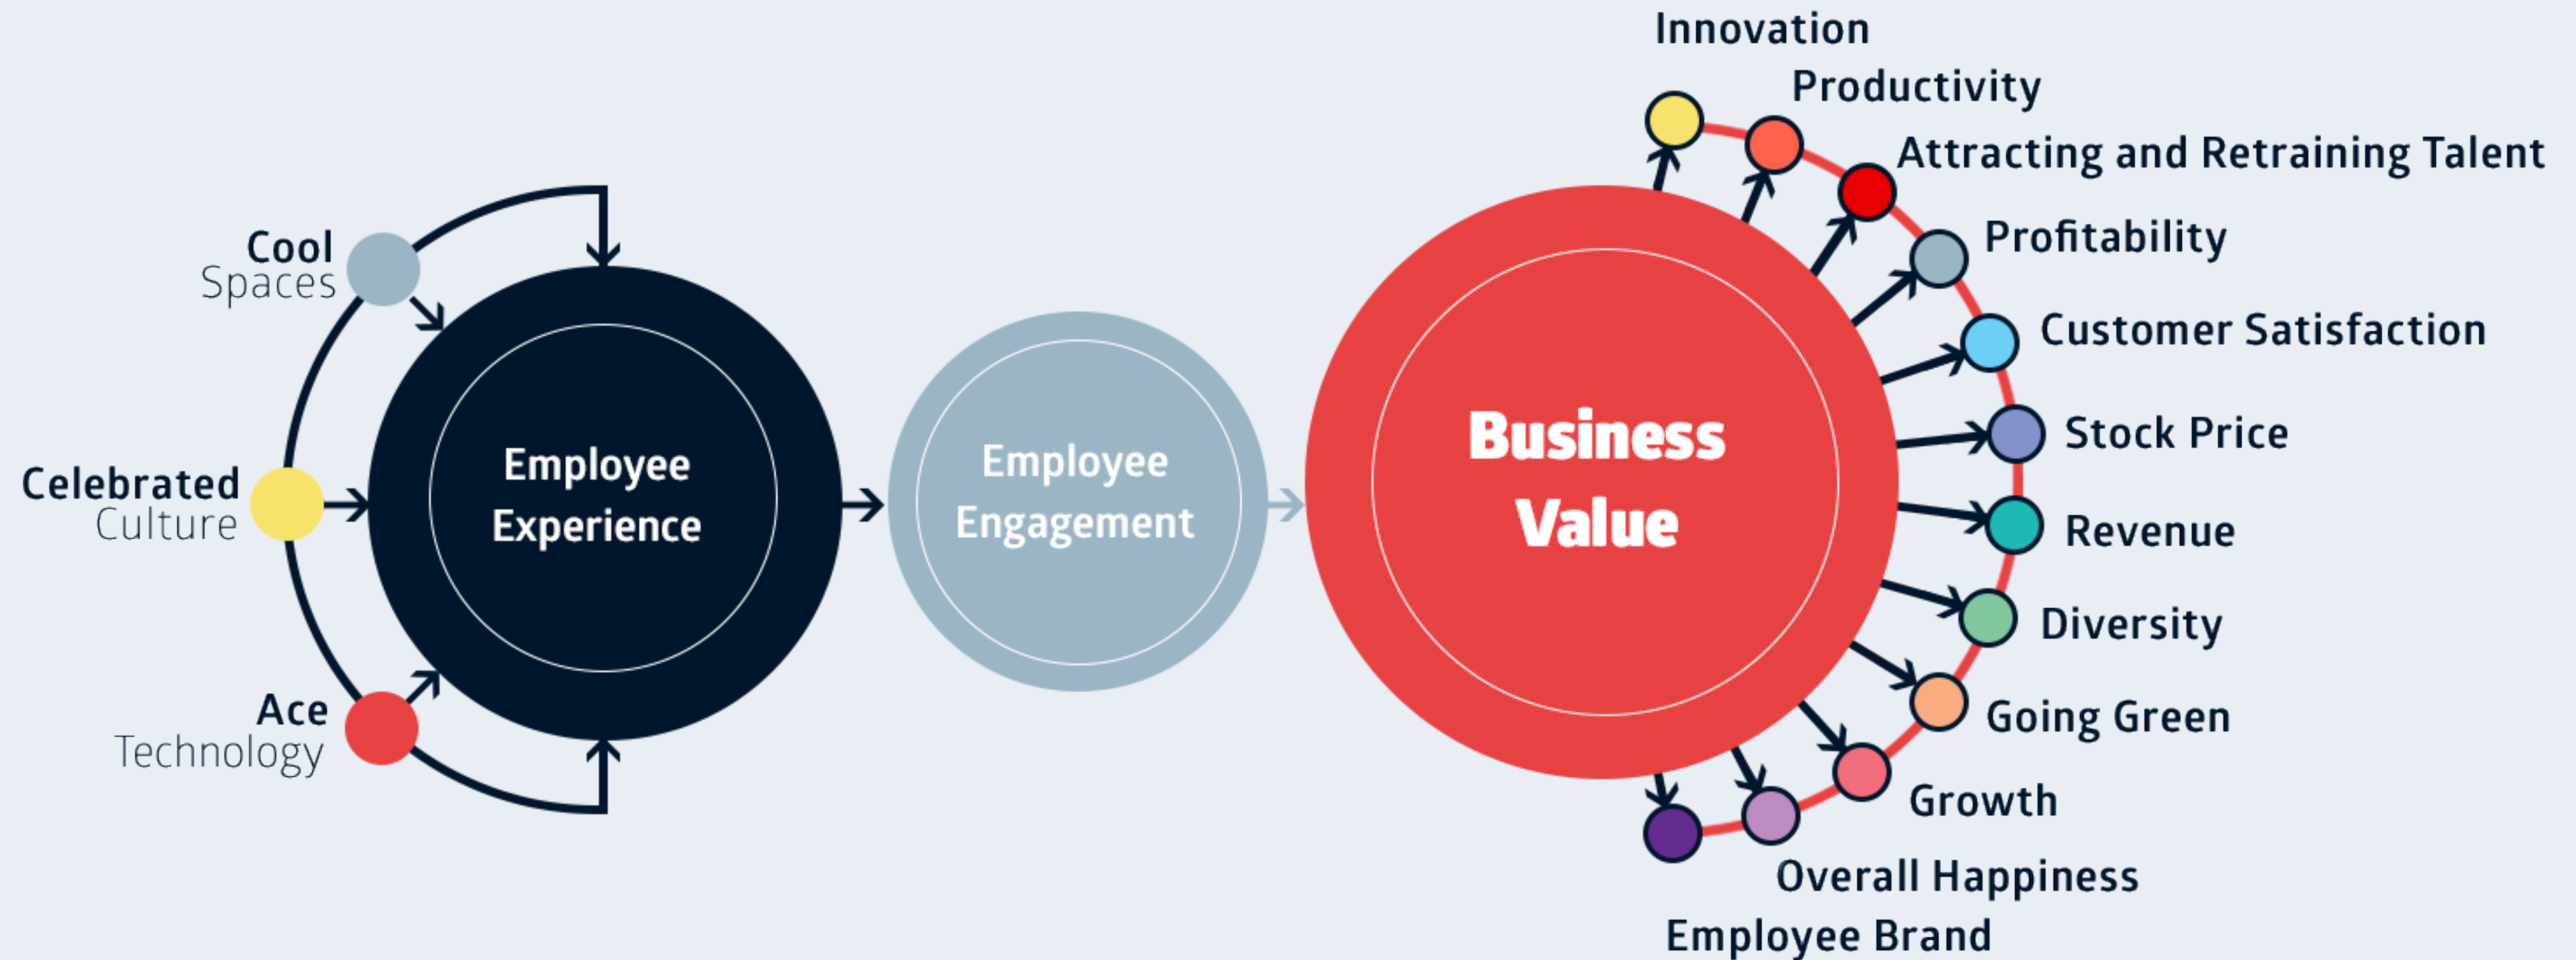 Cool
Spaces
Celebrated
Culture
Ace
Technology
Employee
Experience
Employee
Engagement
Business
Value
Innovation
Productivity
Attracting and Retraining Talent
Profitability
Customer Satisfaction
Stock Price
Revenue
Diversity
Going Green
Growth
Overall Happiness
Employee Brand